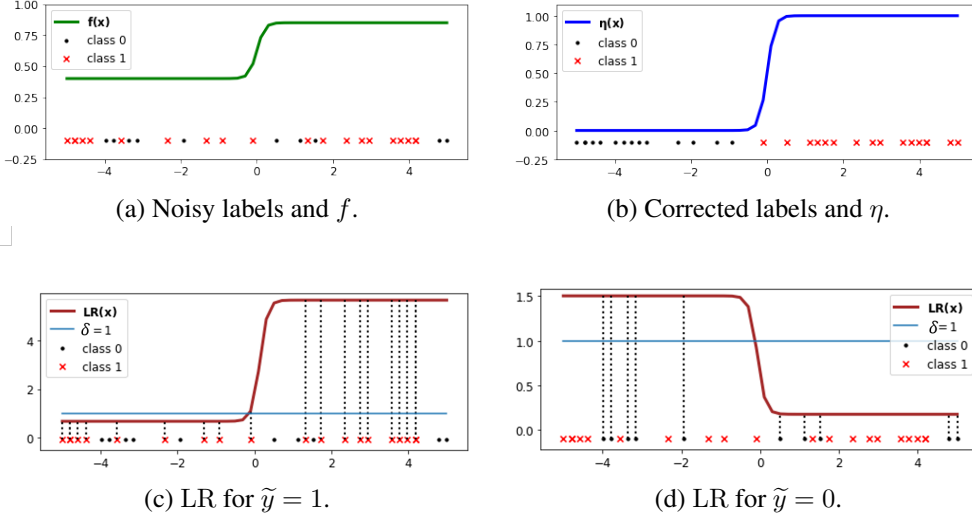 1.00
0.75
0.50
0.25
0.00
−0.25
f(x)
class 0
class 1
−4
−2
0
2
4
(a) Noisy labels and f.
1.00
0.75
0.50
0.25
0.00
−0.25
η(x)
class 0
class 1
−4
−2
0
2
4
(b) Corrected labels and η.
4
2
0
LR(x)
δ = 1
class 0
class 1
−4
−2
0
2
4
(c) LR for ỹ = 1.
1.5
1.0
0.5
0.0
LR(x)
δ = 1
class 0
class 1
−4
−2
0
2
4
(d) LR for ỹ = 0.